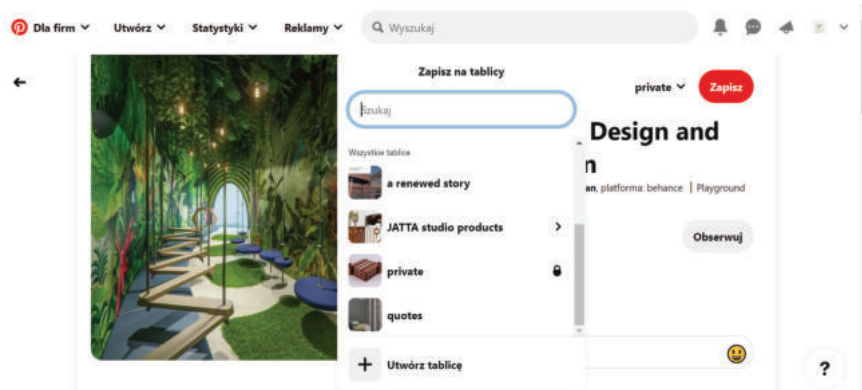 Dla firm
Utwórz
Statystyki
Reklamy
Wyszukaj
Zapisz na tablicy
Szukaj
Wszystkie tablice
a renewed story
JATTA studio products
private
quotes
Utwórz tablicę
private
Zapisz
Design and
n
an, platforma: behance | Playground
Obserwuj
?